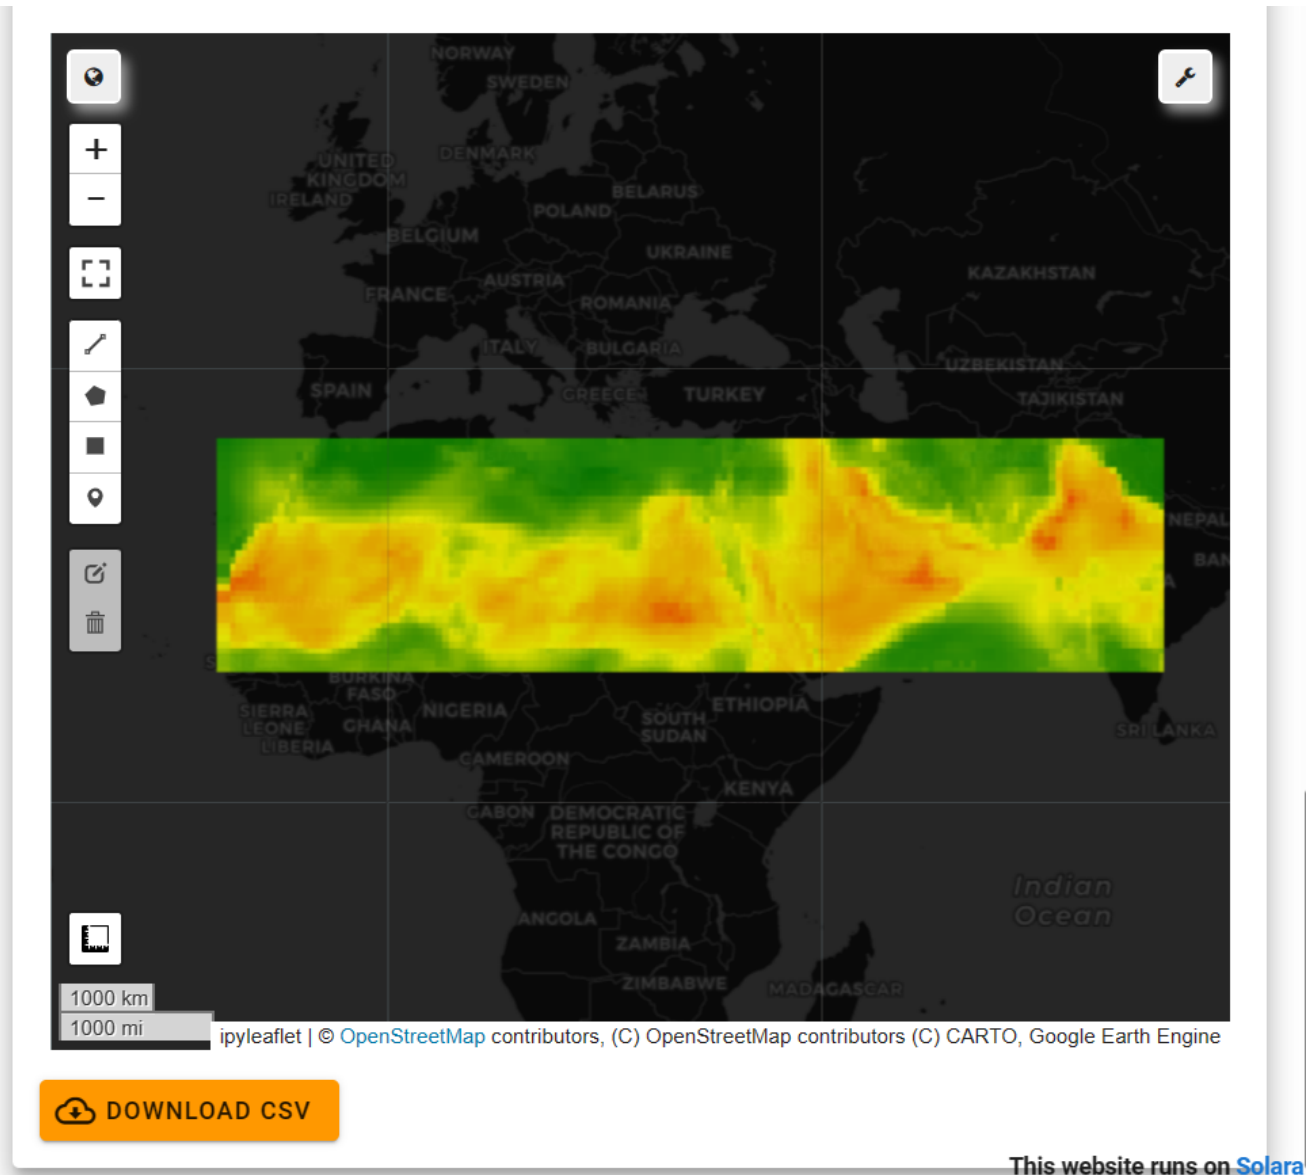 NORWAY
SWEDEN
UNITED
KINGDOM
DENMARK
IRELAND
BELARUS
POLAND
BELGIUM
UKRAINE
AUSTRIA
KAZAKHSTAN
FRANCE
ROMANIA
ITALY
BULGARIA
UZBEKISTAN
SPAIN
GREECE
TURKEY
TAJIKISTAN
NEPAL
BAN
A
S
BURKINA
FASO
SIERRA
LEONE
GHANA
NIGERIA
SOUTH
SUDAN
ETHIOPIA
LIBERIA
SRI LANKA
CAMEROON
KENYA
GABON
DEMOCRATIC
REPUBLIC OF
THE CONGO
Indian
Ocean
ANGOLA
ZAMBIA
ZIMBABWE
MADAGASCAR
1000 km
1000 mi
ipyleaflet | © OpenStreetMap contributors, (C) OpenStreetMap contributors (C) CARTO, Google Earth Engine
DOWNLOAD CSV
This website runs on Solara